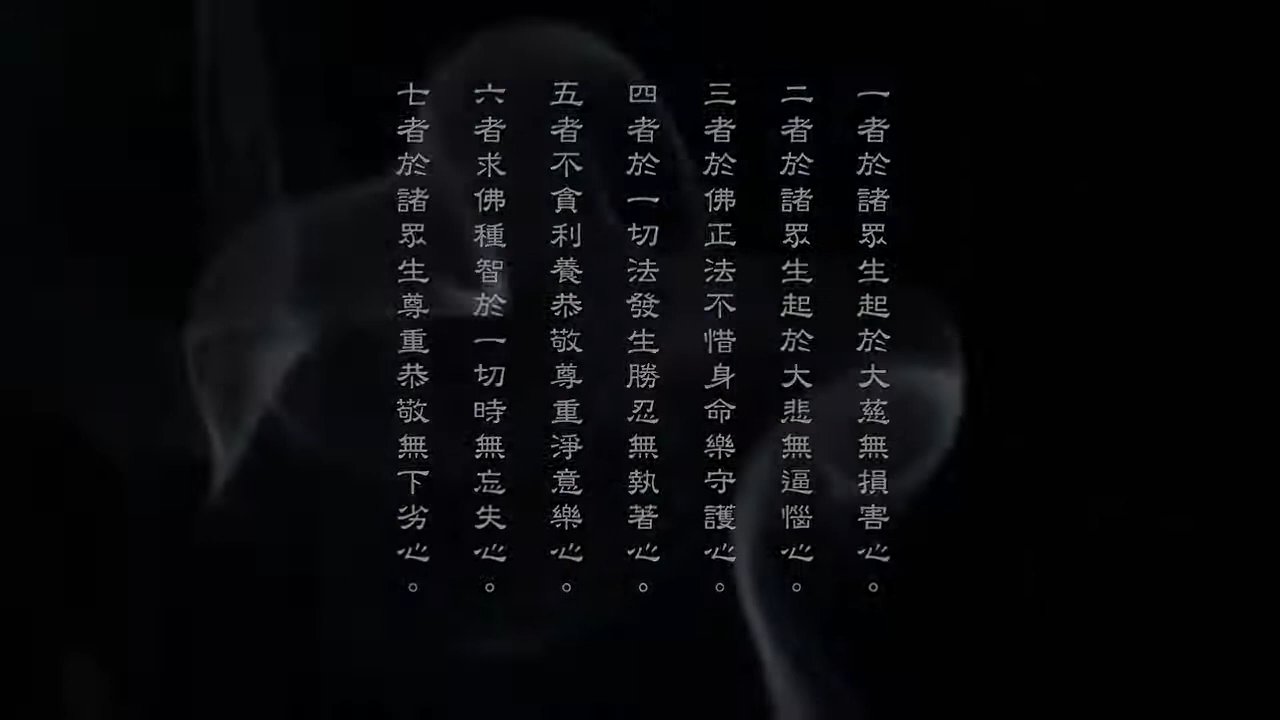 一者於諸眾生起於大慈無損害心。
二者於諸眾生起於大悲無逼惱心。
三者於佛正法不惜身命樂守護心。
四者於一切法發生勝忍無執著心。
五者不貪利養恭敬尊重淨意樂心。
六者求佛種智於一切時無忘失心。
七者於諸眾生尊重恭敬無下劣心。